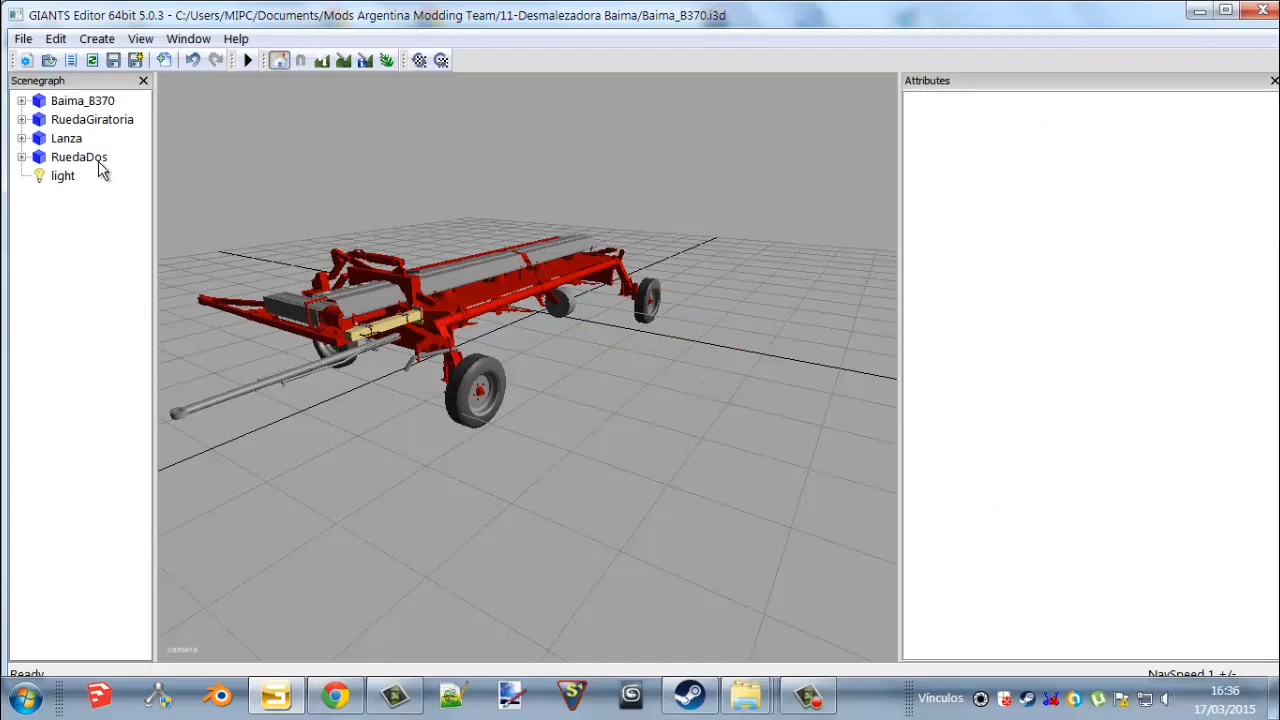 GIANTS Editor 64bit 5.0.3 - C:/Users/MIPC/Documents/Mods Argentina Modding Team/11-Desmalezadora Baima/Baima_B370.i3d
File Edit Create View Window Help
Scenegraph
Attributes
Baima_B370
RuedaGiratoria
Lanza
RuedaDos
light
camera
Ready
NavSpeed 1 +/-
Vínculos
16:36
17/03/2015